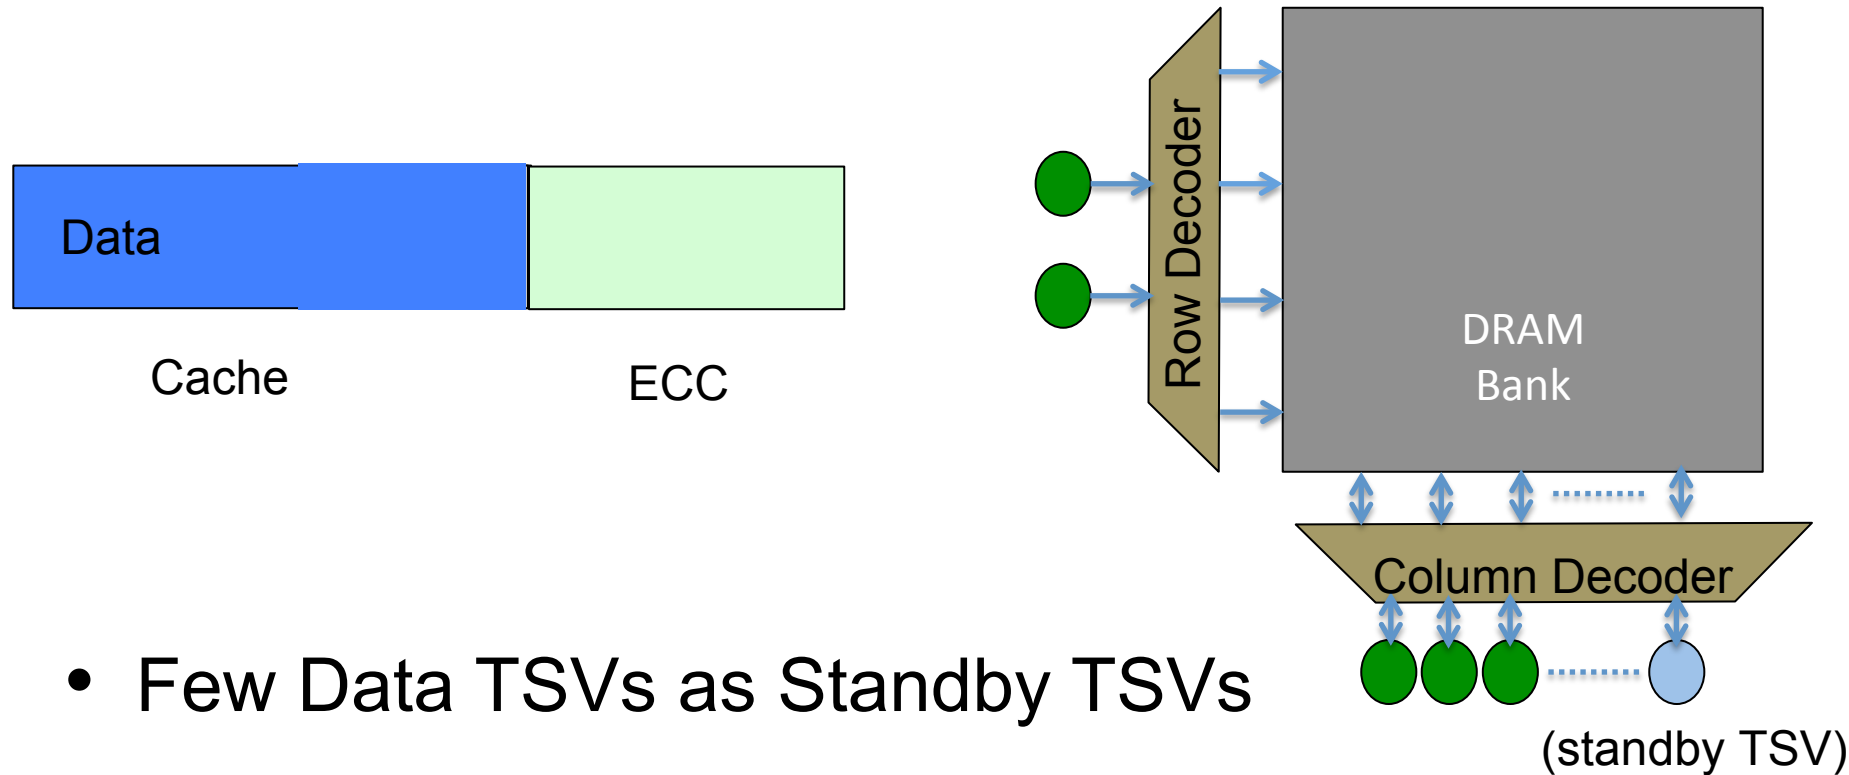 Data
Cache
ECC
Row Decoder
DRAM
Bank
Column Decoder
• Few Data TSVs as Standby TSVs
(standby TSV)